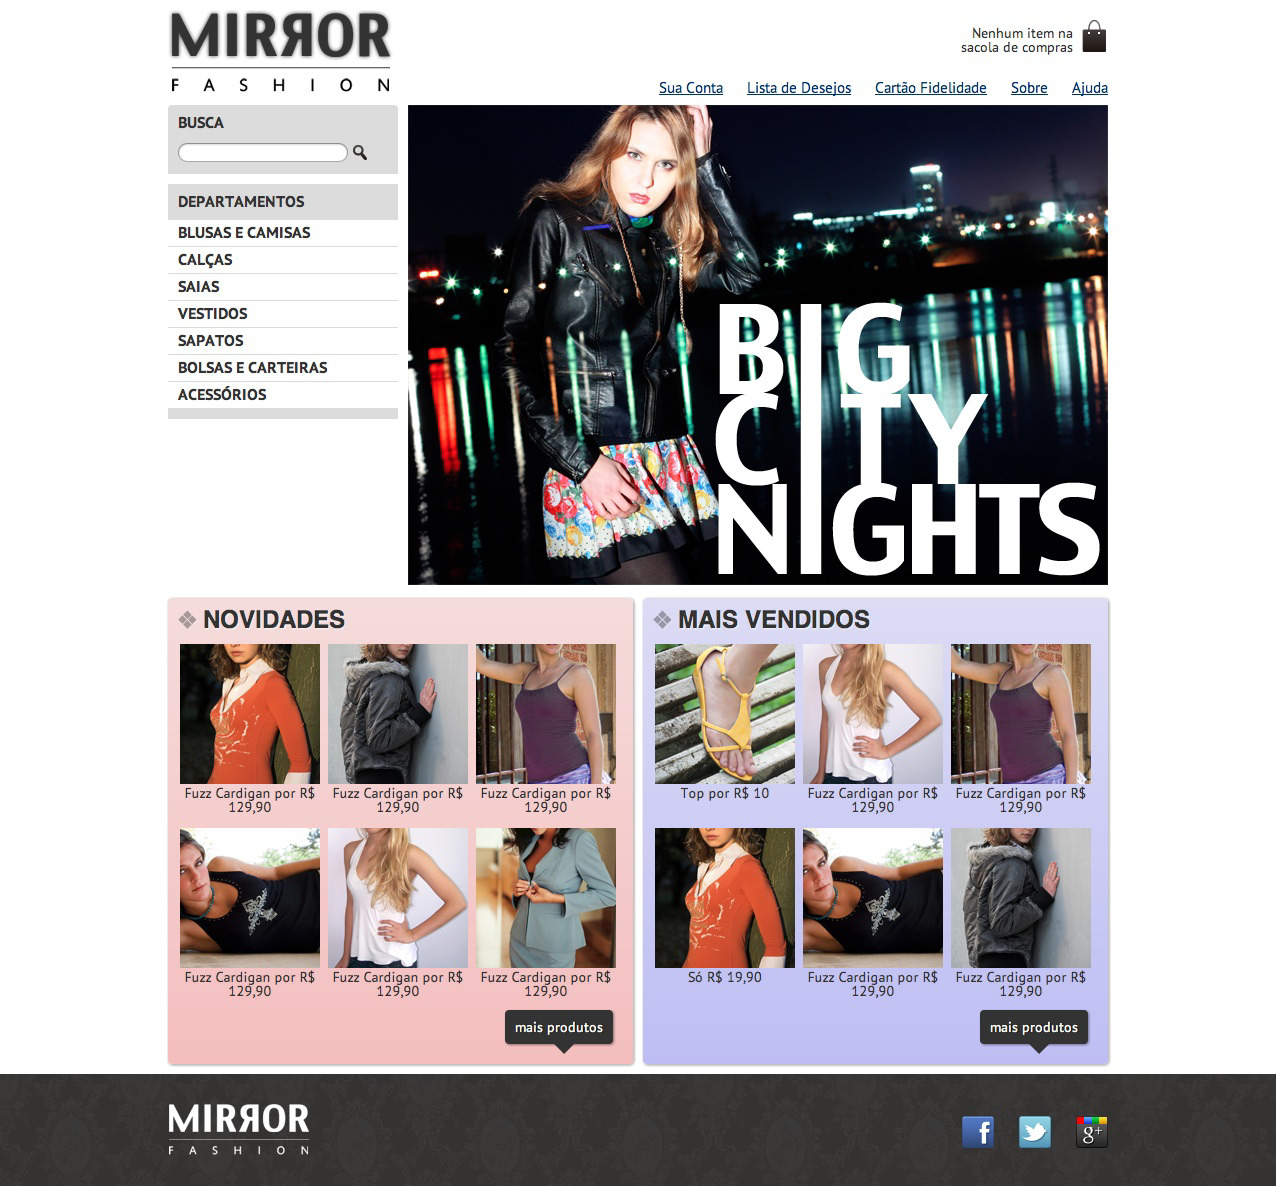 MIRЯOR
FASHION
Nenhum item na
sacola de compras
Sua Conta Lista de Desejos Cartão Fidelidade Sobre Ajuda
BUSCA
DEPARTAMENTOS
BLUSAS E CAMISAS
CALÇAS
SAIAS
VESTIDOS
SAPATOS
BOLSAS E CARTEIRAS
ACESSÓRIOS
BIG
CITY
NIGHTS
NOVIDADES
Fuzz Cardigan por R$
129,90
Fuzz Cardigan por R$
129,90
Fuzz Cardigan por R$
129,90
Fuzz Cardigan por R$
129,90
Fuzz Cardigan por R$
129,90
Fuzz Cardigan por R$
129,90
mais produtos
MAIS VENDIDOS
Top por R$ 10
Fuzz Cardigan por R$
129,90
Fuzz Cardigan por R$
129,90
Só R$ 19,90
Fuzz Cardigan por R$
129,90
Fuzz Cardigan por R$
129,90
mais produtos
MIRЯOR
FASHION
f
g+